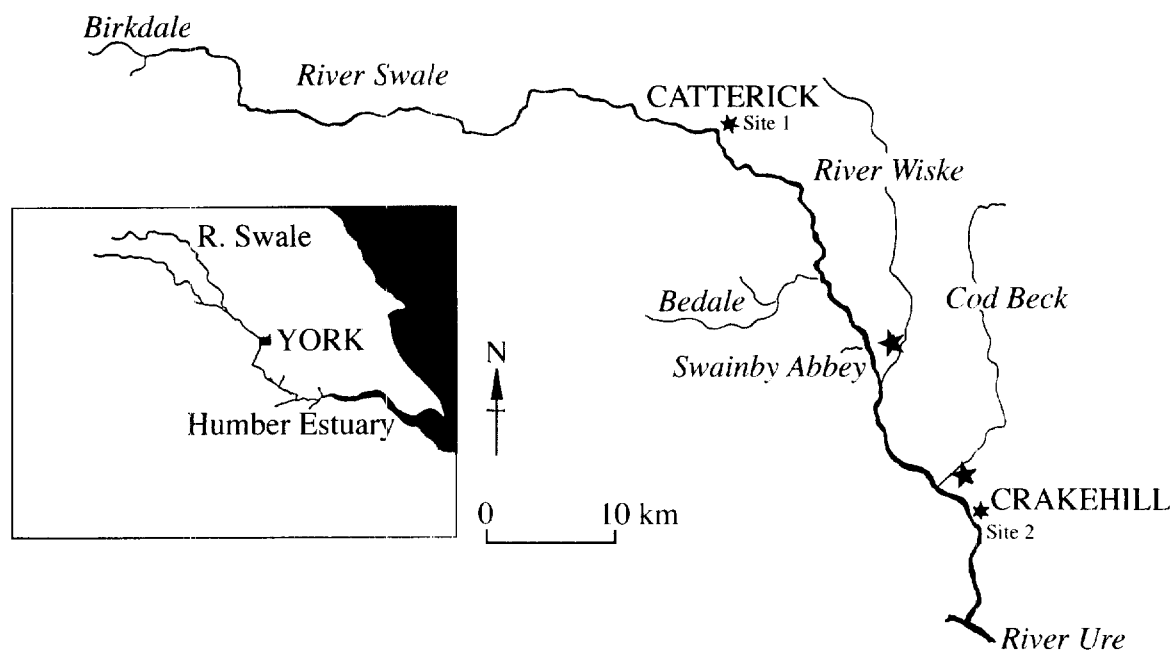 Birkdale
River Swale
CATTERICK
Site 1
River Wiske
R. Swale
YORK
Humber Estuary
N
0 10 km
Bedale
Cod Beck
Swainby Abbey
CRAKEHILL
Site 2
River Ure